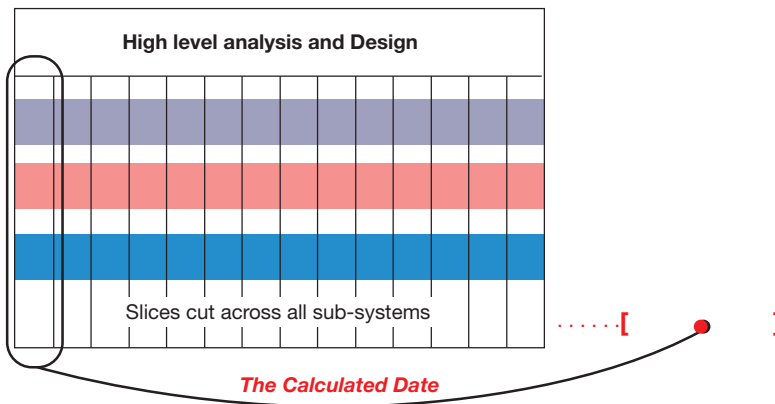 High level analysis and Design
Slices cut across all sub-systems
......[ ]
The Calculated Date